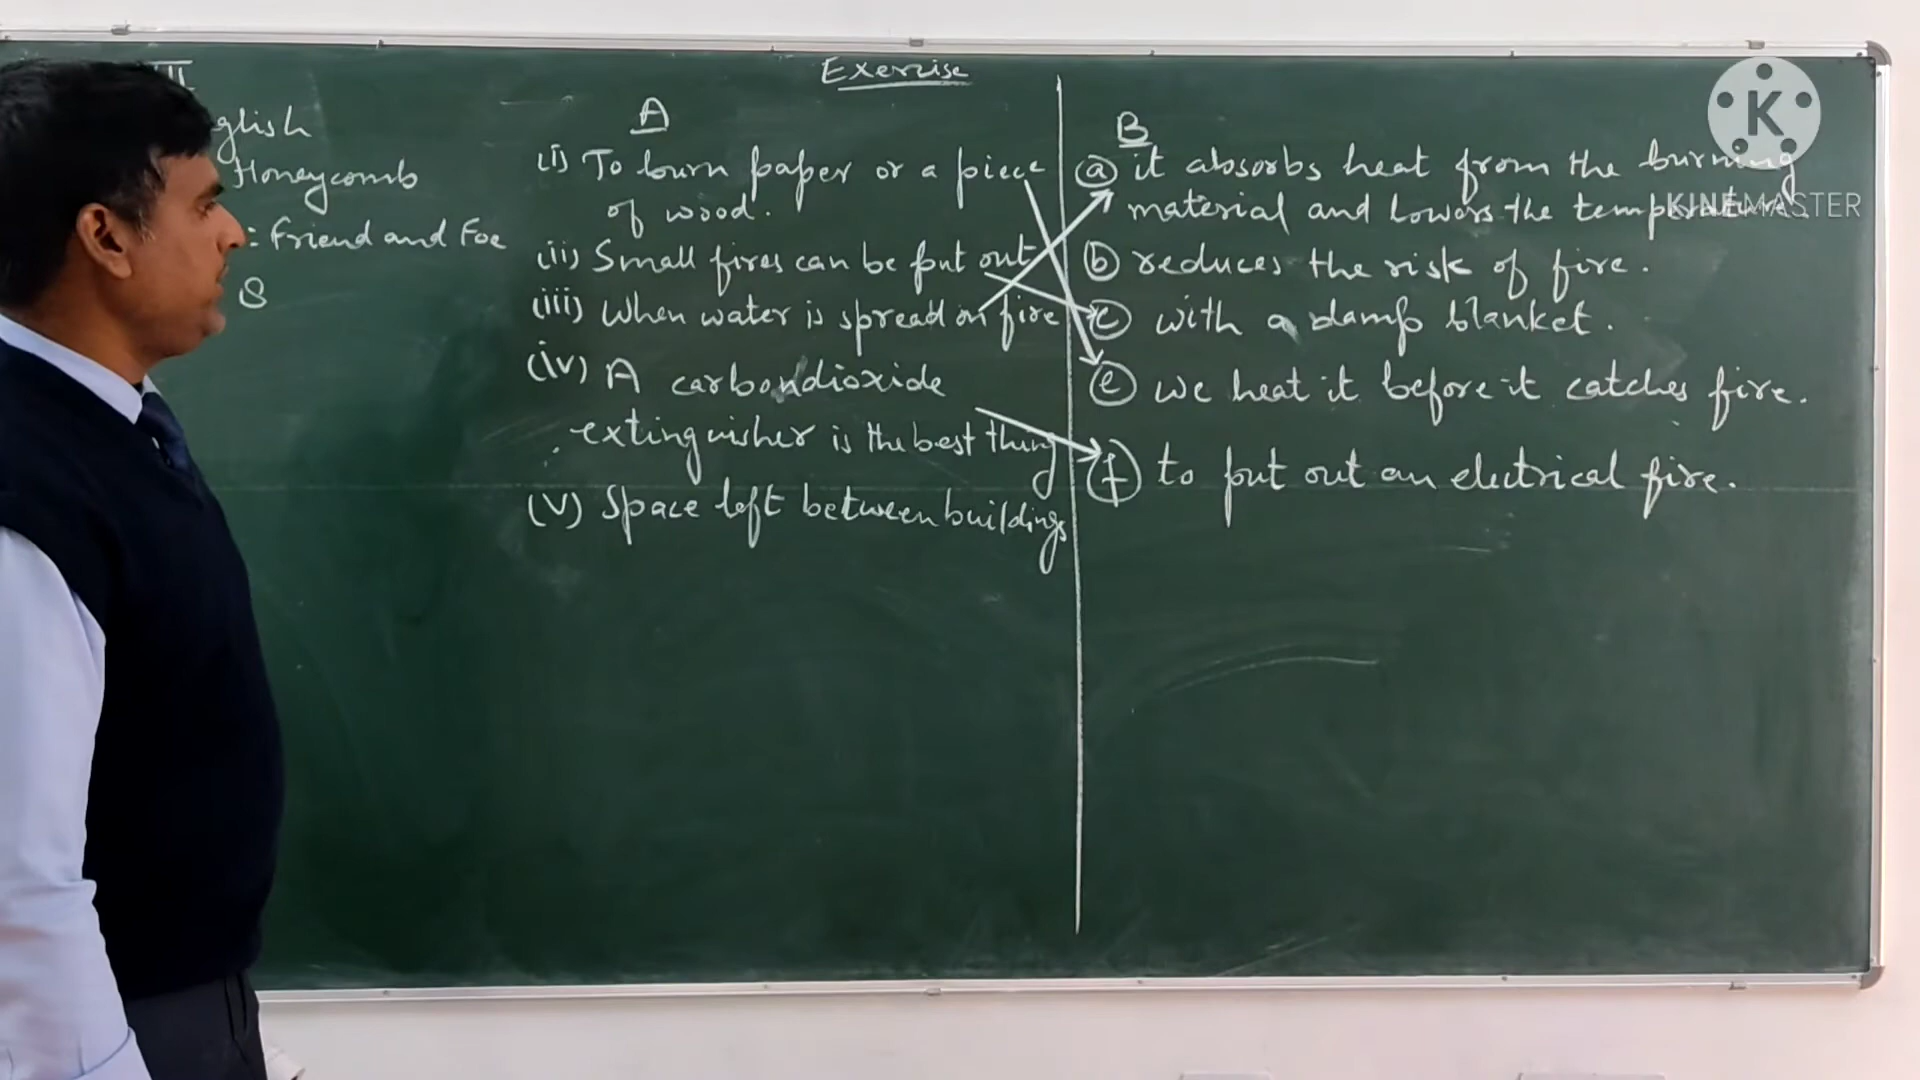 III
Exercise
glish
Honeycomb
: Friend and Foe
8
A
(i) To burn paper or a piece
of wood.
(ii) Small fires can be put out
(iii) When water is spread on fire
(iv) A carbondioxide
extinguisher is the best thing
(v) Space left between buildings
B
(a) it absorbs heat from the burning
material and lowers the temperature
(b) reduces the risk of fire.
(c) with a damp blanket.
(e) we heat it before it catches fire.
(f) to put out an electrical fire.
K
KINEMASTER